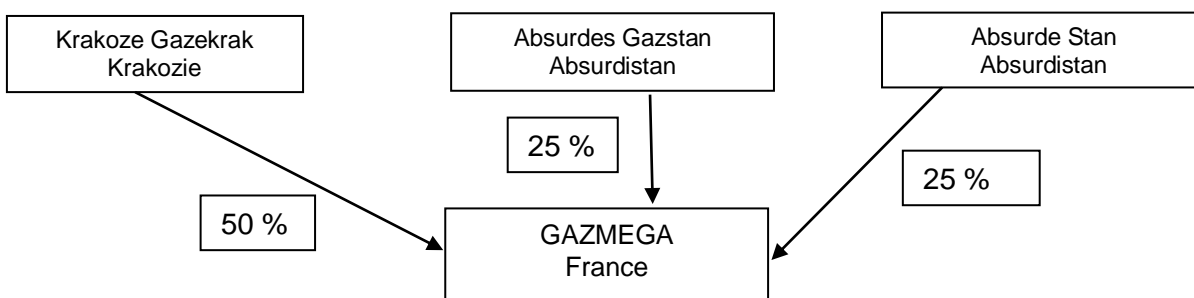 Krakoze Gazekrak
Krakozie
Absurdes Gazstan
Absurdistan
Absurde Stan
Absurdistan
50 %
25 %
25 %
GAZMEGA
France